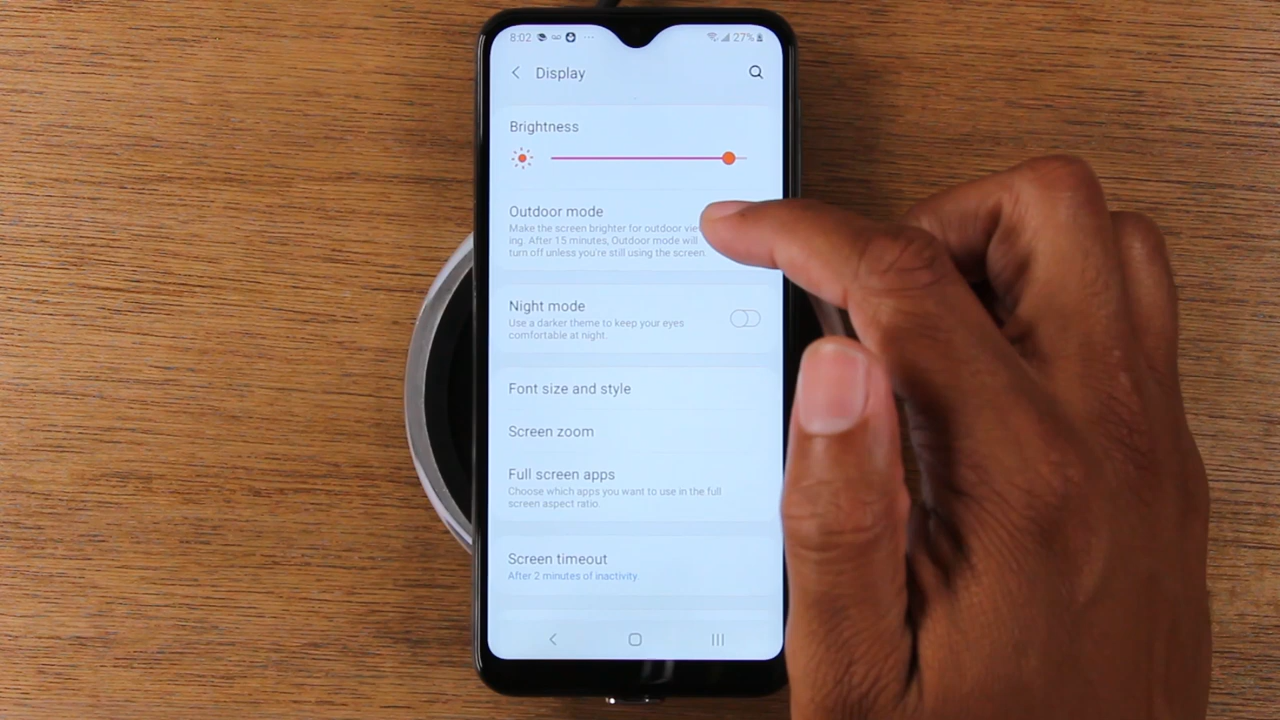 8:02 27%
Display
Brightness
Outdoor mode
Make the screen brighter for outdoor
ing. After 15 minutes, Outdoor mode will
turn off unless you're still using the screen.
Night mode
Use a darker theme to keep your eyes
comfortable at night.
Font size and style
Screen zoom
Full screen apps
Choose which apps you want to use in the full
screen aspect ratio.
Screen timeout
After 2 minutes of inactivity.